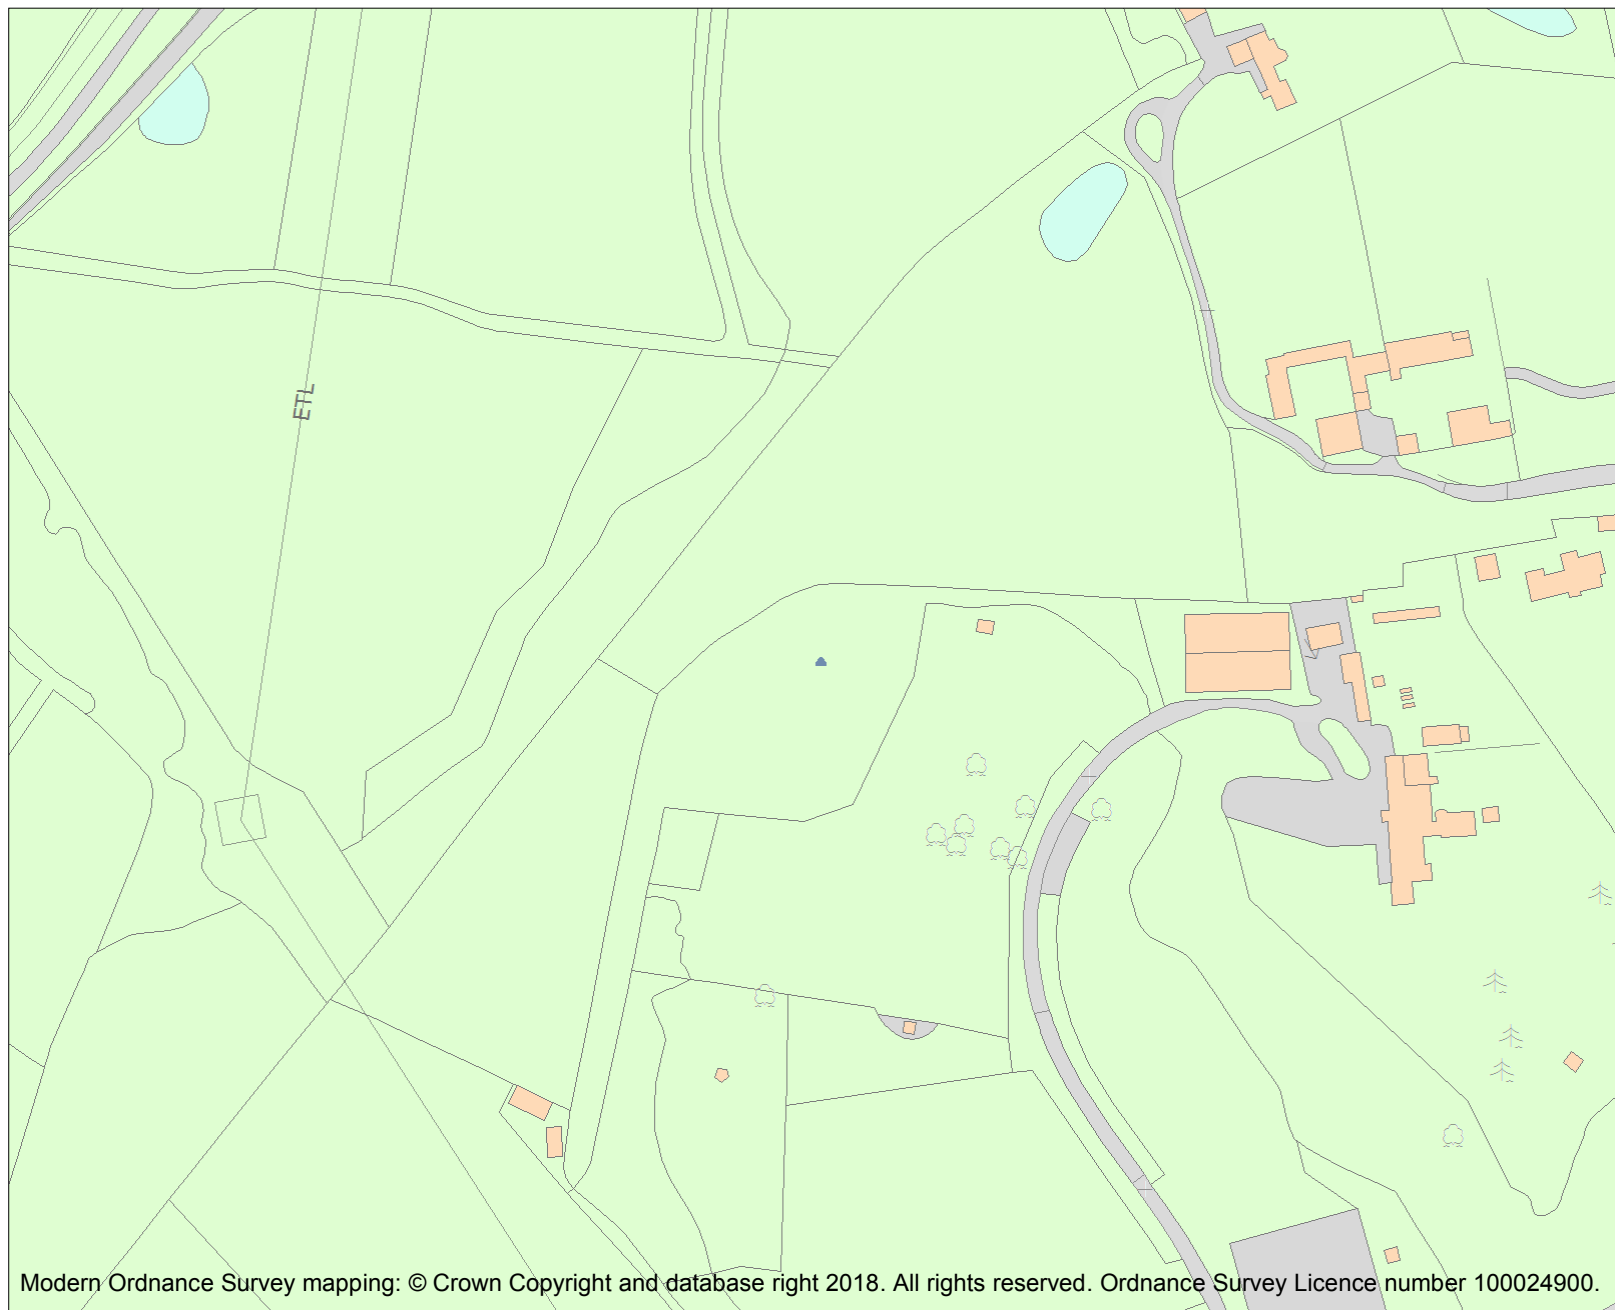 ETL
Modern Ordnance Survey mapping: © Crown Copyright and database right 2018. All rights reserved. Ordnance Survey Licence number 100024900.